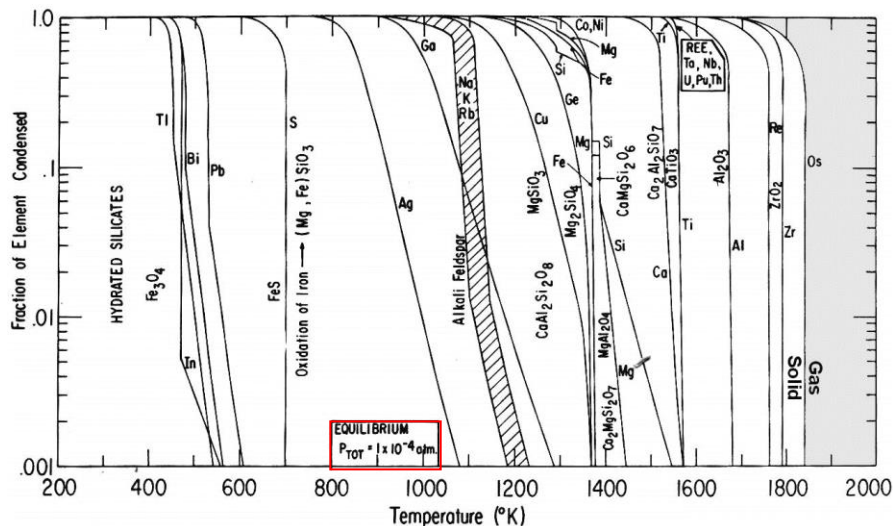 1.0
.1
.01
.001
Fraction of Element Condensed
200
400
600
800
1000
1200
1400
1600
1800
2000
Temperature (°K)
HYDRATED SILICATES
Fe3O4
Tl
In
Bi
Pb
FeS
S
Oxidation of Iron → (Mg, Fe) SiO3
EQUILIBRIUM
PTOT = 1 x 10-4 atm.
Ag
Ga
Na
K
Rb
Alkali Feldspar
Cu
CaAl2Si2O8
MgSiO3
Ge
Mg2SiO4
Si
Co, Ni
Mg
Fe
Mg
Si
Fe
CaMgSi2O6
Si
MgAl2O4
Mg
Ca2MgSi2O7
Ca2Al2SiO7
Ca
CaTiO3
Ti
Ti
REE,
Ta, Nb,
U, Pu, Th
Al2O3
Al
Re
ZrO2
Zr
Os
Solid
Gas